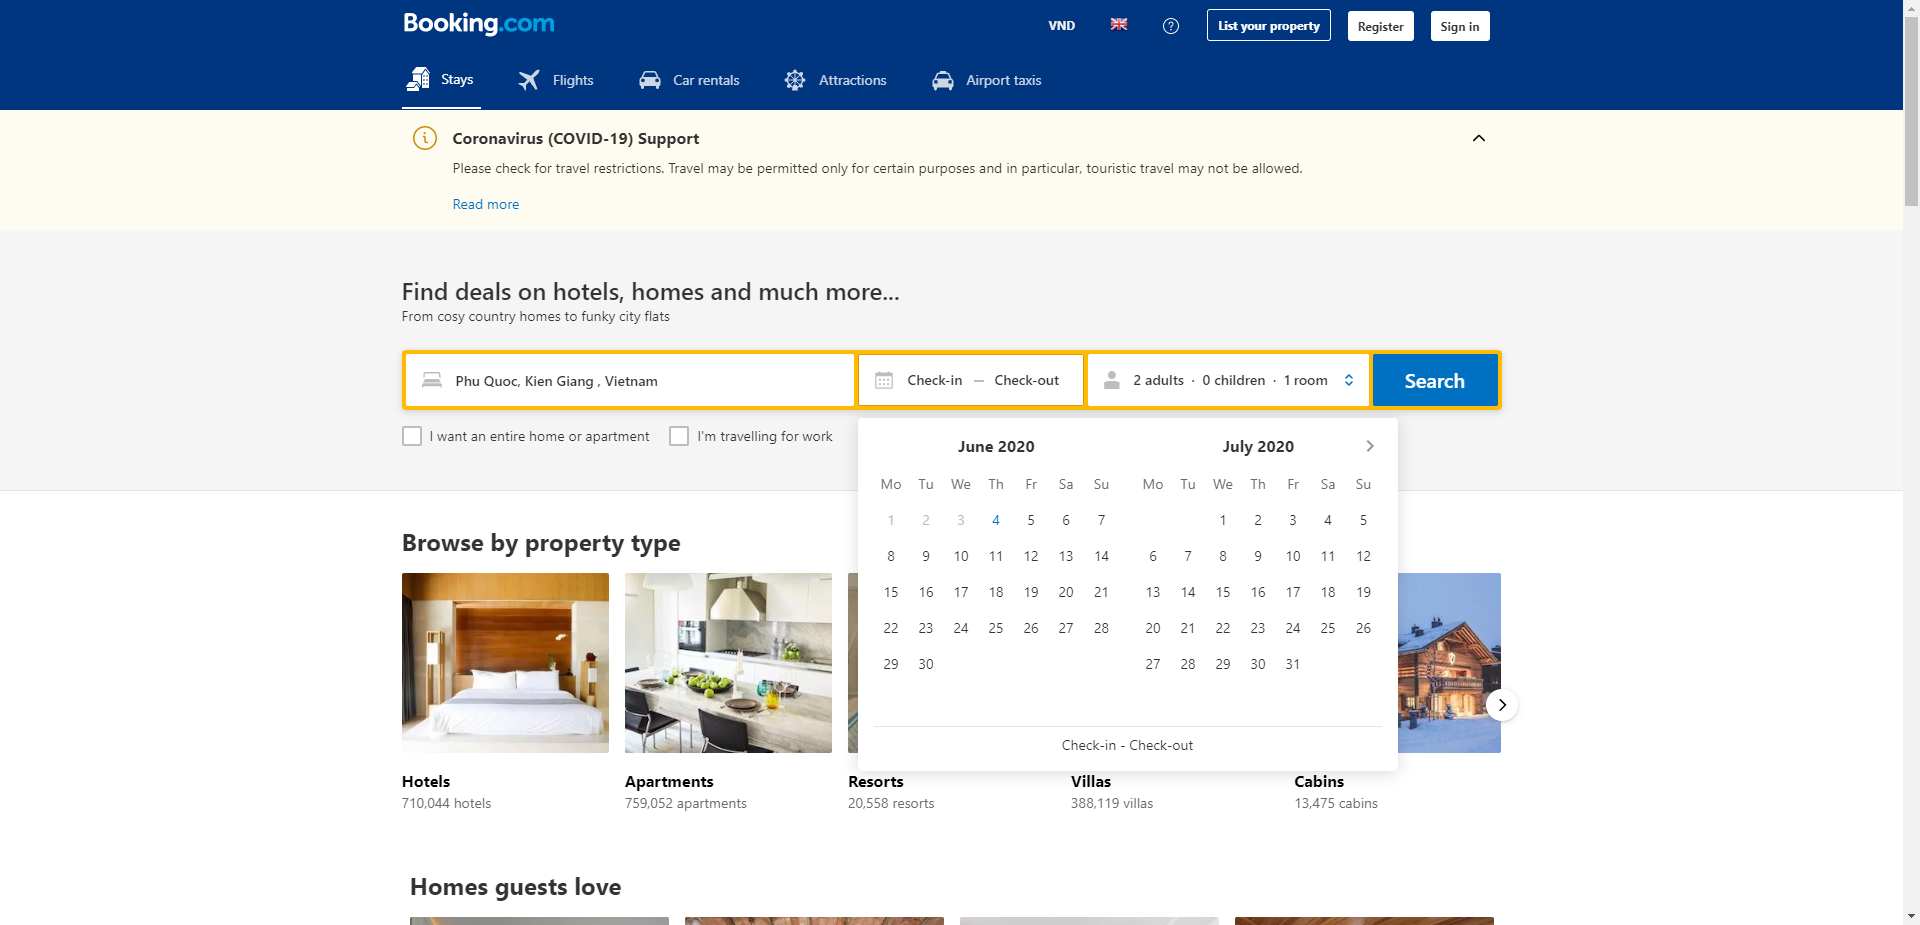 Booking.com
VND
List your property
Register
Sign in
Stays
Flights
Car rentals
Attractions
Airport taxis
Coronavirus (COVID-19) Support
Please check for travel restrictions. Travel may be permitted only for certain purposes and in particular, touristic travel may not be allowed.
Read more
Find deals on hotels, homes and much more...
From cosy country homes to funky city flats
Phu Quoc, Kien Giang , Vietnam
Check-in — Check-out
2 adults · 0 children · 1 room
Search
I want an entire home or apartment
I'm travelling for work
June 2020
Mo Tu We Th Fr Sa Su
1 2 3 4 5 6 7
8 9 10 11 12 13 14
15 16 17 18 19 20 21
22 23 24 25 26 27 28
29 30
July 2020
Mo Tu We Th Fr Sa Su
1 2 3 4 5
6 7 8 9 10 11 12
13 14 15 16 17 18 19
20 21 22 23 24 25 26
27 28 29 30 31
Check-in - Check-out
Browse by property type
Hotels
710,044 hotels
Apartments
759,052 apartments
Resorts
20,558 resorts
Villas
388,119 villas
Cabins
13,475 cabins
Homes guests love